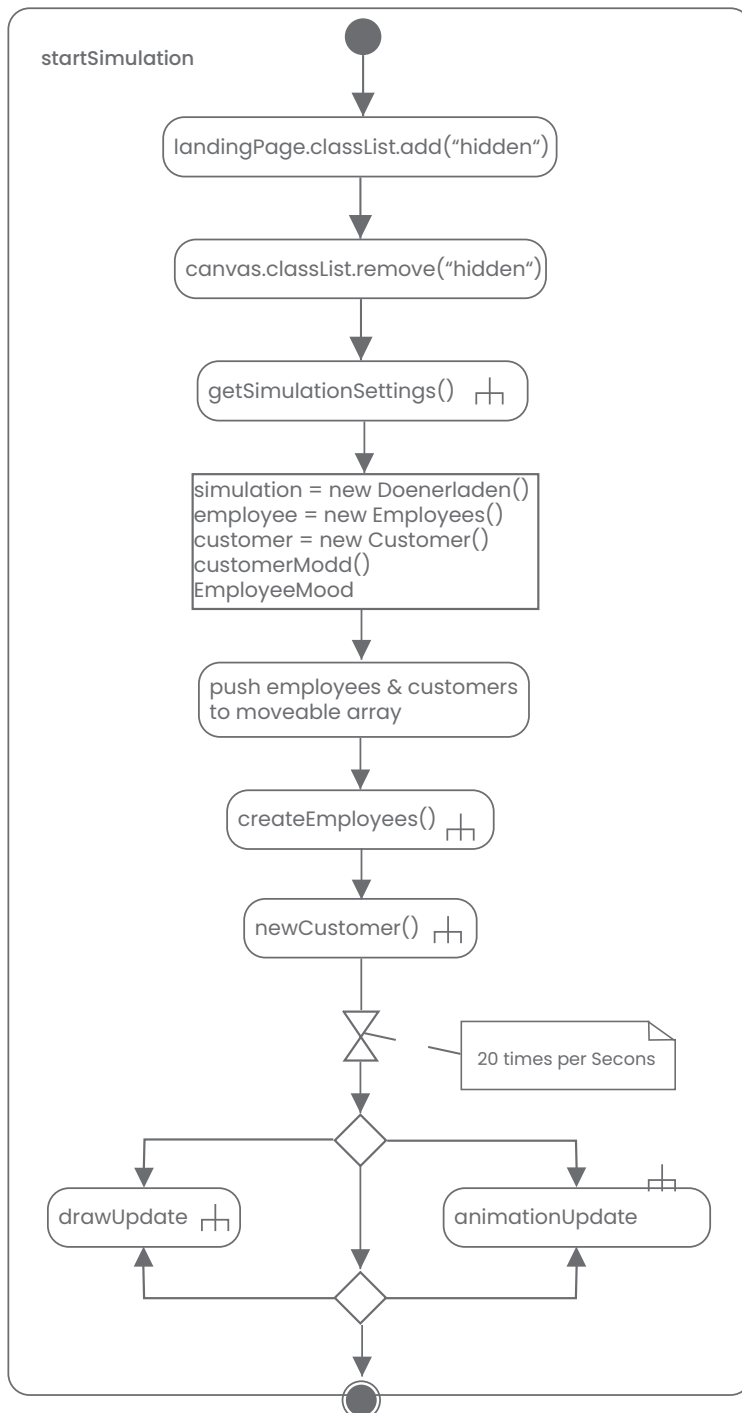 startSimulation
landingPage.classList.add(“hidden“)
canvas.classList.remove(“hidden“)
getSimulationSettings()
simulation = new Doenerladen()
employee = new Employees()
customer = new Customer()
customerModd()
EmployeeMood
push employees & customers
to moveable array
createEmployees()
newCustomer()
20 times per Secons
drawUpdate
animationUpdate